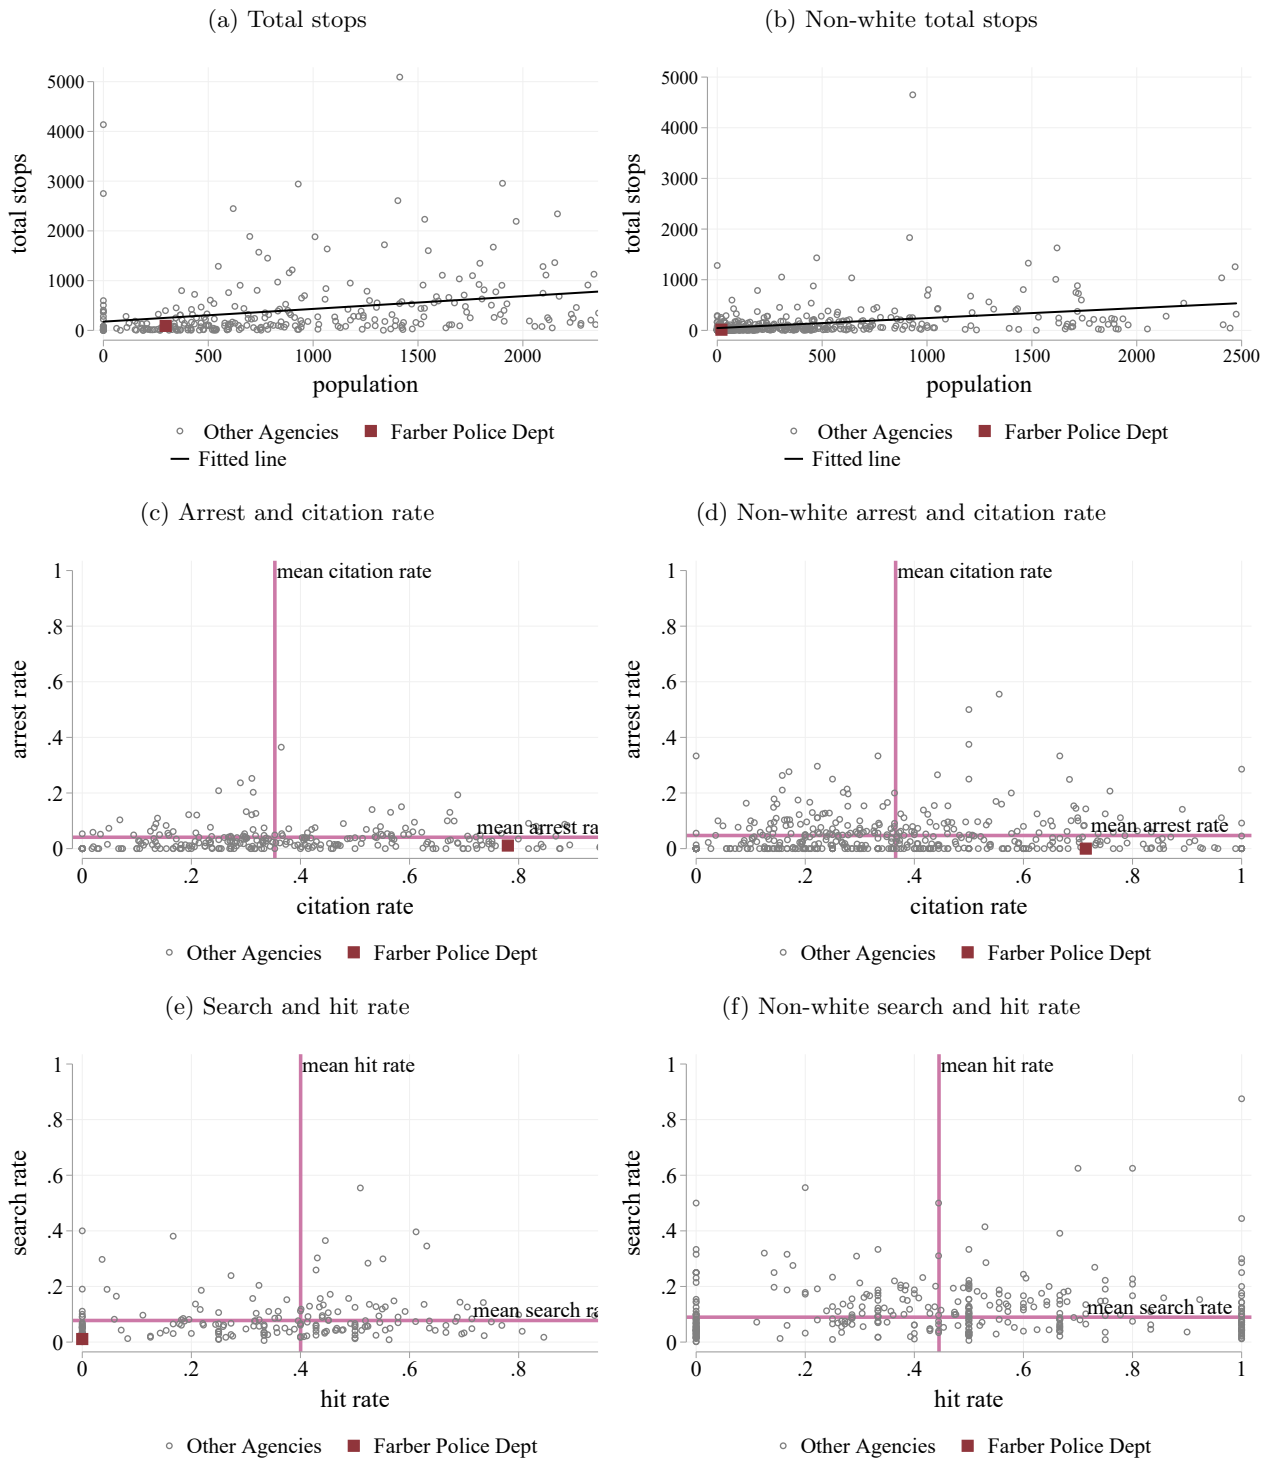 (a) Total stops
total stops
5000
4000
3000
2000
1000
0
0 500 1000 1500 2000
population
Other Agencies Farber Police Dept
Fitted line
(b) Non-white total stops
total stops
5000
4000
3000
2000
1000
0
0 500 1000 1500 2000 2500
population
Other Agencies Farber Police Dept
Fitted line
(c) Arrest and citation rate
arrest rate
1
.8
.6
.4
.2
0
mean citation rate
mean arrest ra
0 .2 .4 .6 .8
citation rate
Other Agencies Farber Police Dept
(d) Non-white arrest and citation rate
arrest rate
1
.8
.6
.4
.2
0
mean citation rate
mean arrest rate
0 .2 .4 .6 .8 1
citation rate
Other Agencies Farber Police Dept
(e) Search and hit rate
search rate
1
.8
.6
.4
.2
0
mean hit rate
mean search ra
0 .2 .4 .6 .8
hit rate
Other Agencies Farber Police Dept
(f) Non-white search and hit rate
search rate
1
.8
.6
.4
.2
0
mean hit rate
mean search rate
0 .2 .4 .6 .8 1
hit rate
Other Agencies Farber Police Dept